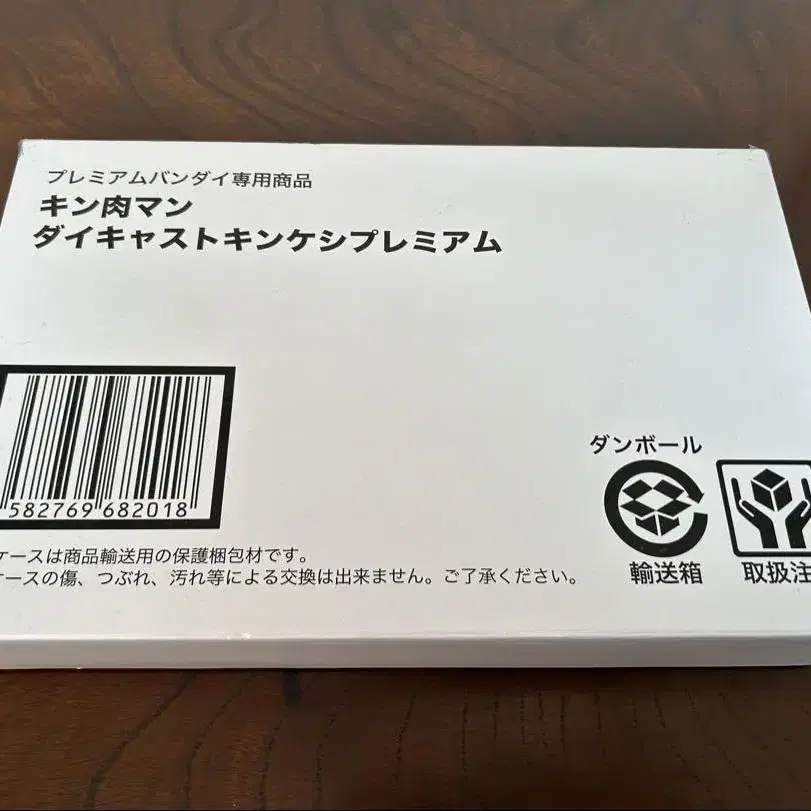 プレミアムバンダイ専用商品
キン肉マン
ダイキャストキンケシプレミアム
582769 682018
ダンボール
輸送箱
取扱注
ケースは商品輸送用の保護梱包材です。
ケースの傷、つぶれ、汚れ等による交換は出来ません。ご了承ください。